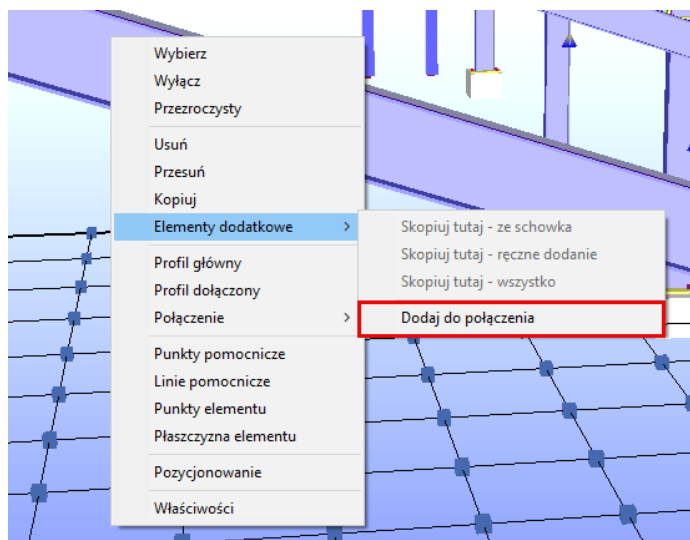 Wybierz
Wyłącz
Przezroczysty
Usuń
Przesuń
Kopiuj
Elementy dodatkowe
Skopiuj tutaj - ze schowka
Skopiuj tutaj - ręczne dodanie
Skopiuj tutaj - wszystko
Dodaj do połączenia
Profil główny
Profil dołączony
Połączenie
Punkty pomocnicze
Linie pomocnicze
Punkty elementu
Płaszczyzna elementu
Pozycjonowanie
Właściwości